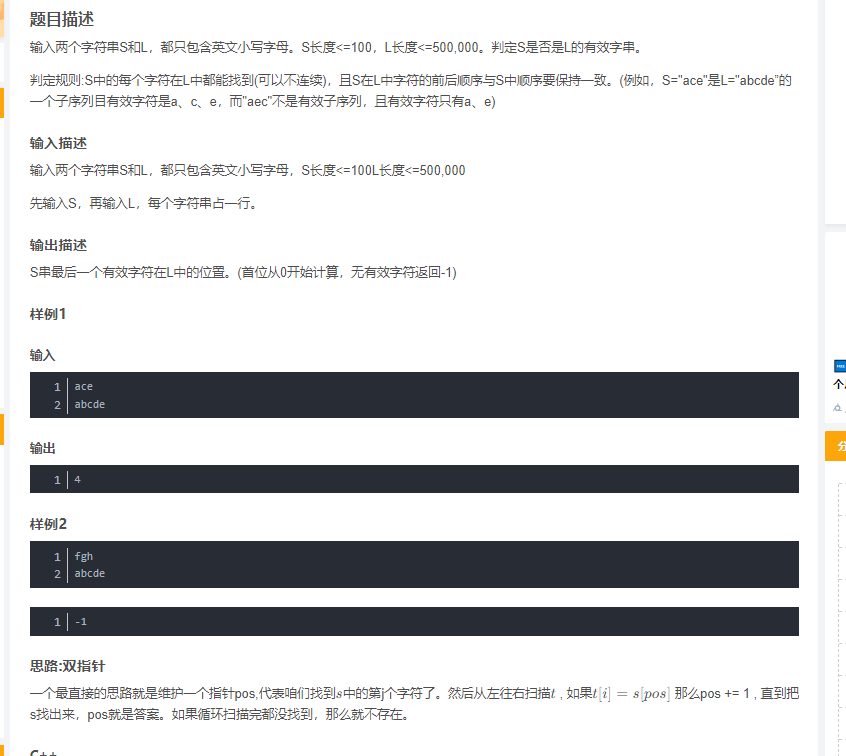 题目描述
输入两个字符串S和L，都只包含英文小写字母。S长度<=100，L长度<=500,000。判定S是否是L的有效字串。
判定规则:S中的每个字符在L中都能找到(可以不连续)，且S在L中字符的前后顺序与S中顺序要保持一致。(例如，S="ace"是L="abcde"的
一个子序列目有效字符是a、c、e，而"aec"不是有效子序列，且有效字符只有a、e)
输入描述
输入两个字符串S和L，都只包含英文小写字母，S长度<=100L长度<=500,000
先输入S，再输入L，每个字符串占一行。
输出描述
S串最后一个有效字符在L中的位置。(首位从0开始计算，无有效字符返回-1)
样例1
输入
1 ace
2 abcde
输出
1 4
样例2
1 fgh
2 abcde
1 -1
思路:双指针
一个最直接的思路就是维护一个指针pos,代表咱们找到s中的第j个字符了。然后从左往右扫描t , 如果t[i] = s[pos] 那么pos += 1 , 直到把
s找出来，pos就是答案。如果循环扫描完都没找到，那么就不存在。
C++